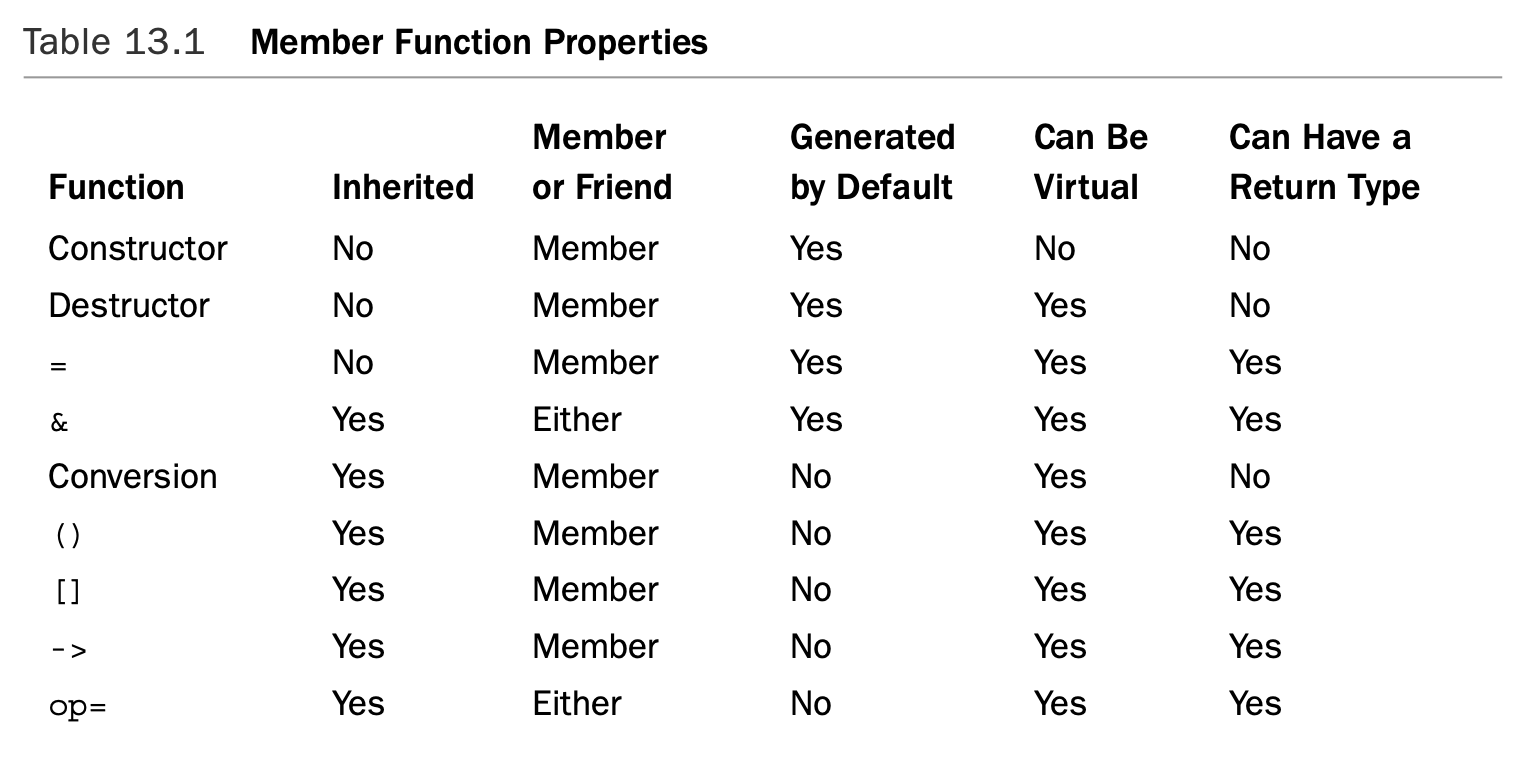 Table 13.1 Member Function Properties
Member Generated Can Be Can Have a
Function Inherited or Friend by Default Virtual Return Type
Constructor No Member Yes No No
Destructor No Member Yes Yes No
= No Member Yes Yes Yes
& Yes Either Yes Yes Yes
Conversion Yes Member No Yes No
() Yes Member No Yes Yes
[] Yes Member No Yes Yes
-> Yes Member No Yes Yes
op= Yes Either No Yes Yes